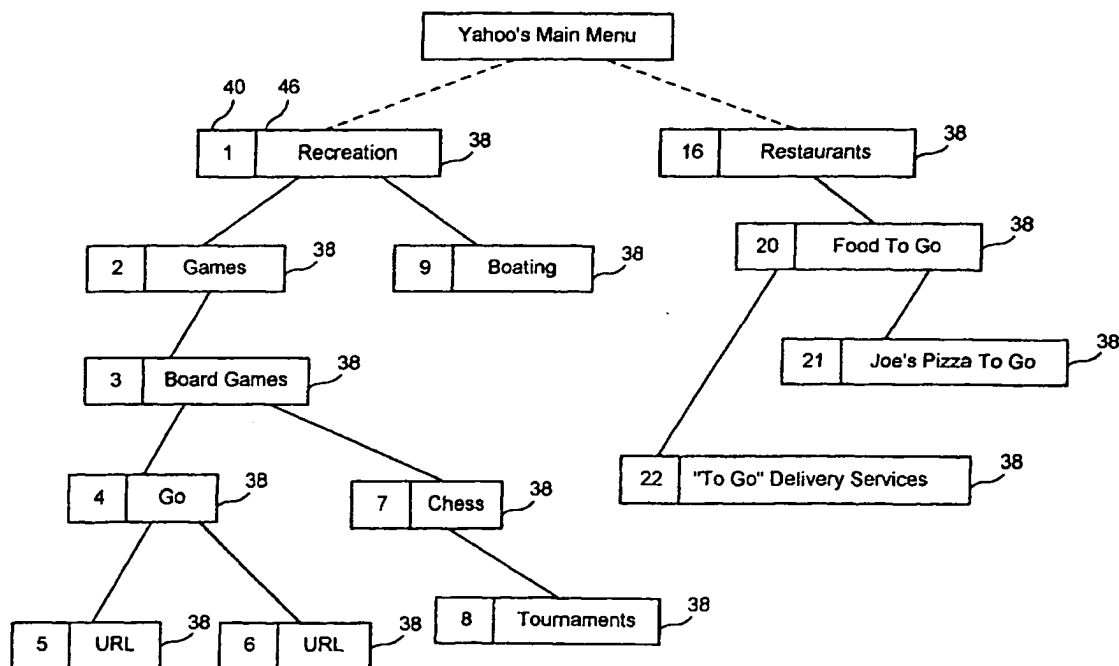 Yahoo's Main Menu
40 46
1 Recreation 38
16 Restaurants 38
2 Games 38
9 Boating 38
20 Food To Go 38
21 Joe's Pizza To Go 38
3 Board Games 38
4 Go 38
7 Chess 38
22 "To Go" Delivery Services 38
5 URL 38
6 URL 38
8 Tournaments 38